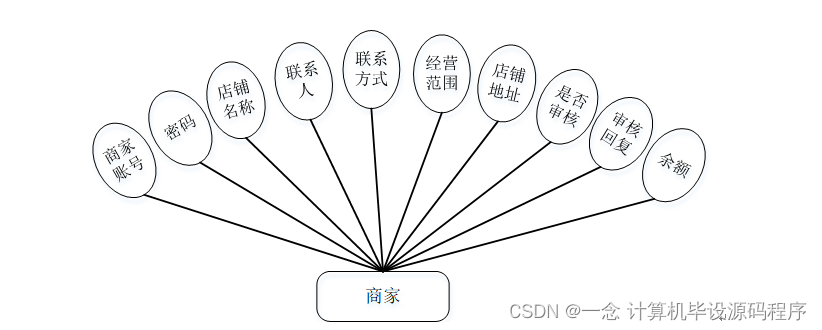 商家
账号
密码
店铺
名称
联系
人
联系
方式
经营
范围
店铺
地址
是否
审核
审核
回复
余额
商家
CSDN @一念 计算机毕设源码程序